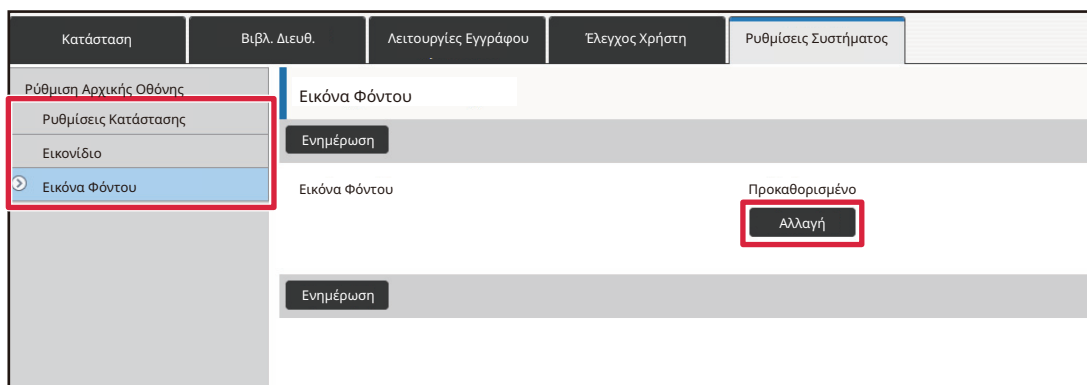 Κατάσταση
Βιβλ. Διευθ.
Λειτουργίες Εγγράφου
Έλεγχος Χρήστη
Ρυθμίσεις Συστήματος
Ρύθμιση Αρχικής Οθόνης
Ρυθμίσεις Κατάστασης
Εικονίδιο
Εικόνα Φόντου
Εικόνα Φόντου
Ενημέρωση
Εικόνα Φόντου
Προκαθορισμένο
Αλλαγή
Ενημέρωση